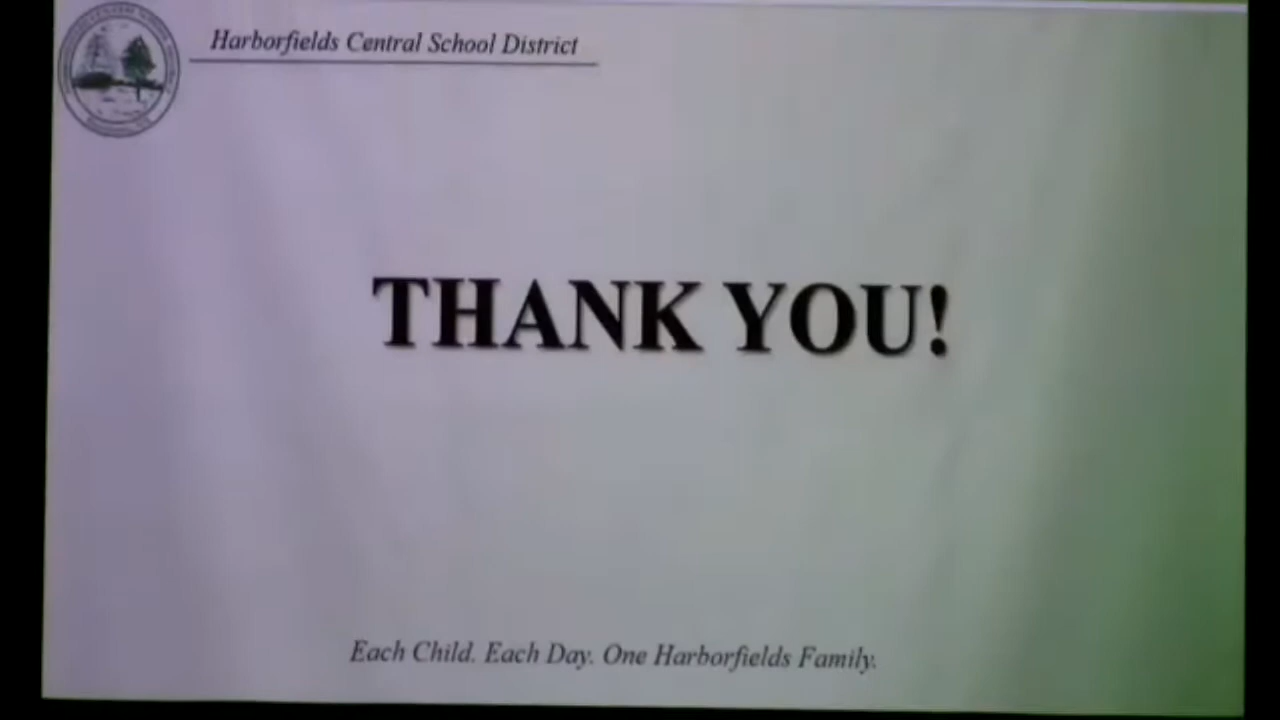 Harborfields Central School District
THANK YOU!
Each Child. Each Day. One Harborfields Family.